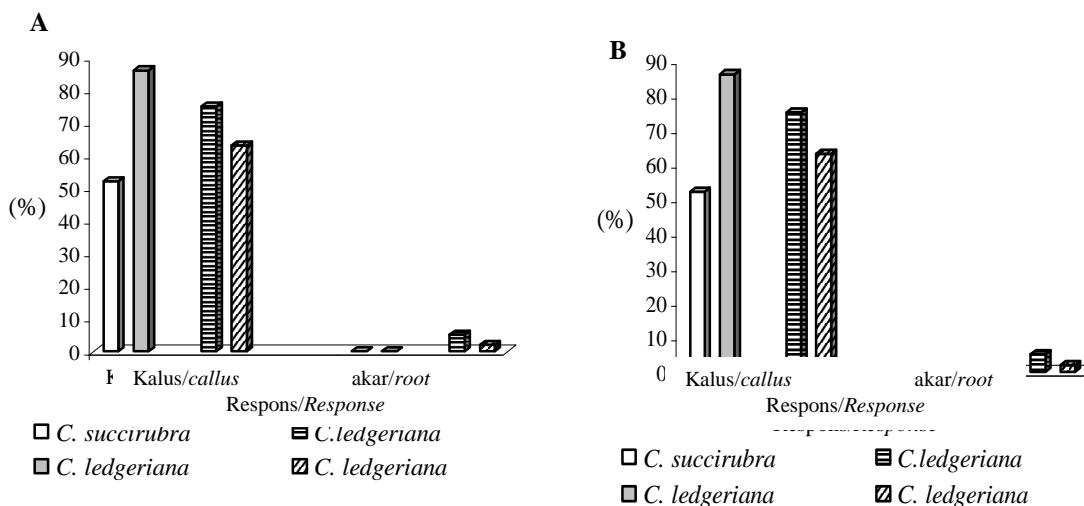 A
90
80
70
60
50
(%)
40
30
20
10
0
Kalus/callus akar/root
Respons/Response
C. succirubra C.ledgeriana
C. ledgeriana C. ledgeriana
B
90
80
70
60
50
(%)
40
30
20
10
0
Kalus/callus akar/root
Respons/Response
C. succirubra C.ledgeriana
C. ledgeriana C. ledgeriana